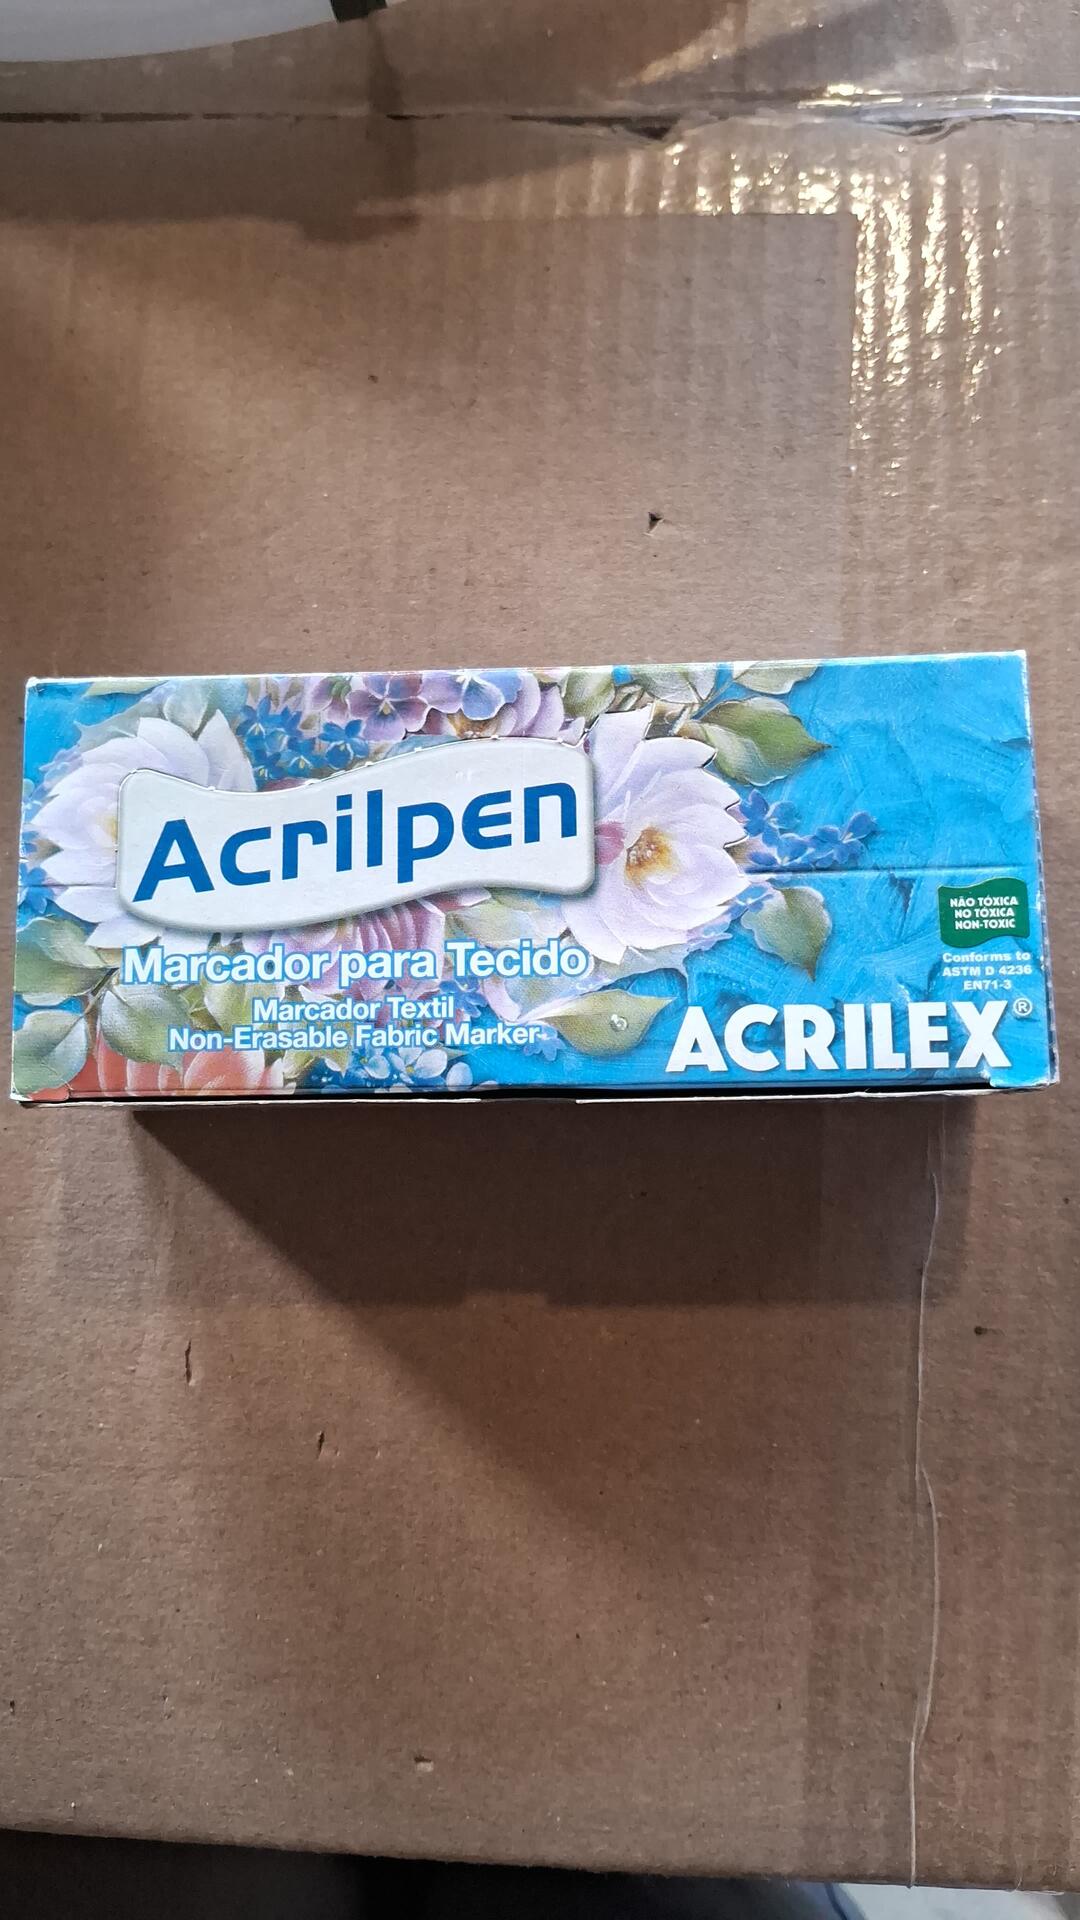 Acrilpen
Marcador para Tecido
Marcador Textil
Non-Erasable Fabric Marker
NÃO TÓXICA
NO TÓXICA
NON-TOXIC
Conforms to
ASTM D 4236
EN71-3
ACRILEX®